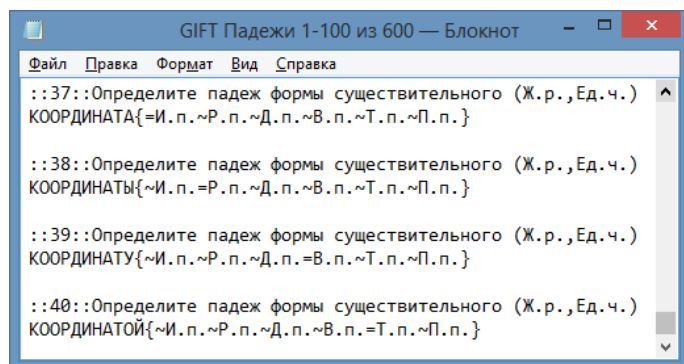 GIFT Падежи 1-100 из 600 — Блокнот
Файл Правка Формат Вид Справка
::37::Определите падеж формы существительного (Ж.р.,Ед.ч.)
КООРДИНАТА{=И.п.~Р.п.~Д.п.~В.п.~Т.п.~П.п.}
::38::Определите падеж формы существительного (Ж.р.,Ед.ч.)
КООРДИНАТЫ{~И.п.=Р.п.~Д.п.~В.п.~Т.п.~П.п.}
::39::Определите падеж формы существительного (Ж.р.,Ед.ч.)
КООРДИНАТУ{~И.п.~Р.п.~Д.п.=В.п.~Т.п.~П.п.}
::40::Определите падеж формы существительного (Ж.р.,Ед.ч.)
КООРДИНАТОЙ{~И.п.~Р.п.~Д.п.~В.п.=Т.п.~П.п.}